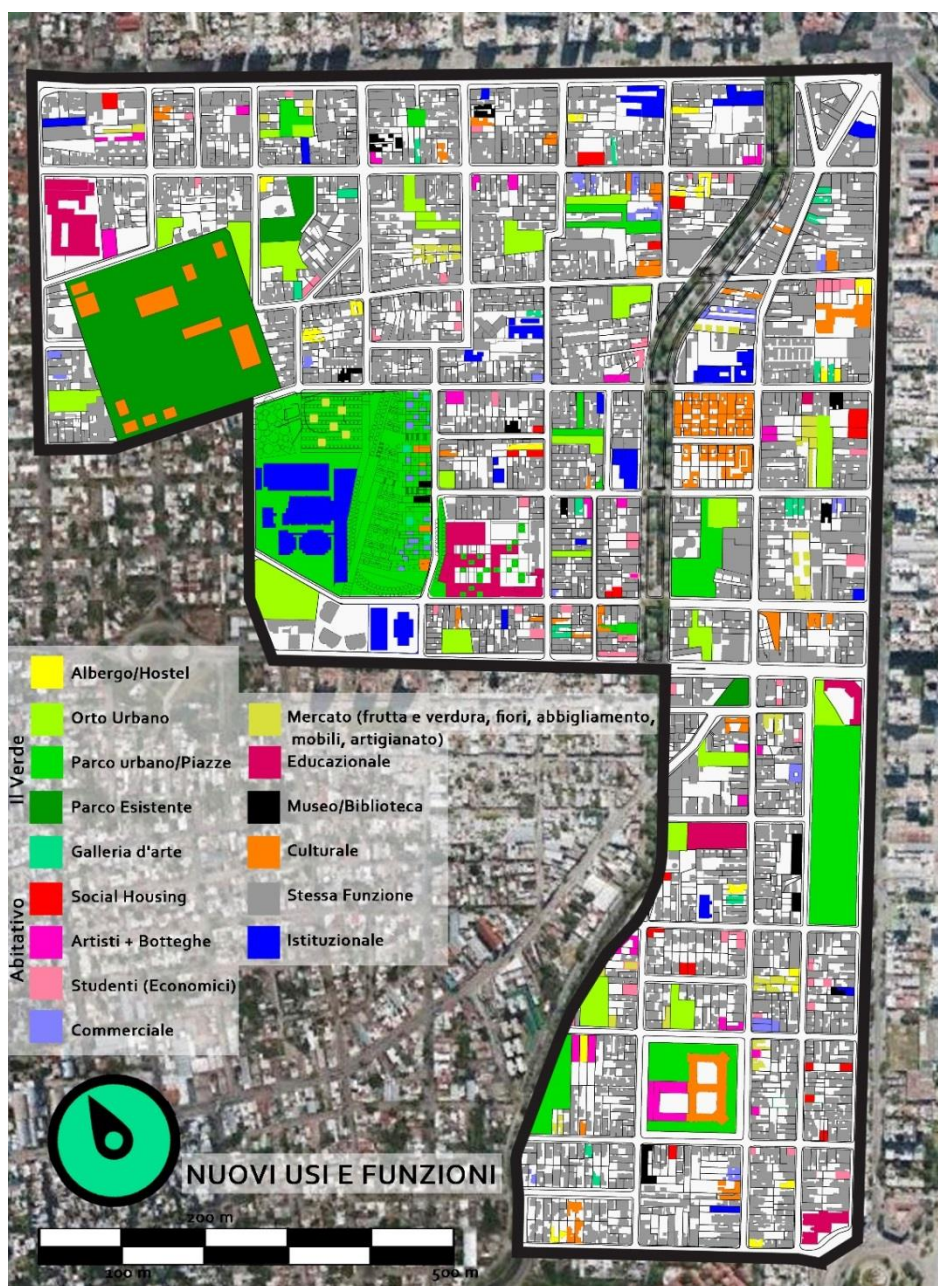 Albergo/Hostel
Orto Urbano
Parco urbano/Piazze
Parco Esistente
Il Verde
Galleria d'arte
Social Housing
Artisti + Botteghe
Studenti (Economici)
Abitativo
Commerciale
Mercato (frutta e verdura, fiori, abbigliamento,
mobili, artigianato)
Educazionale
Museo/Biblioteca
Culturale
Stessa Funzione
Istituzionale
NUOVI USI E FUNZIONI
200 m
100 m
500 m